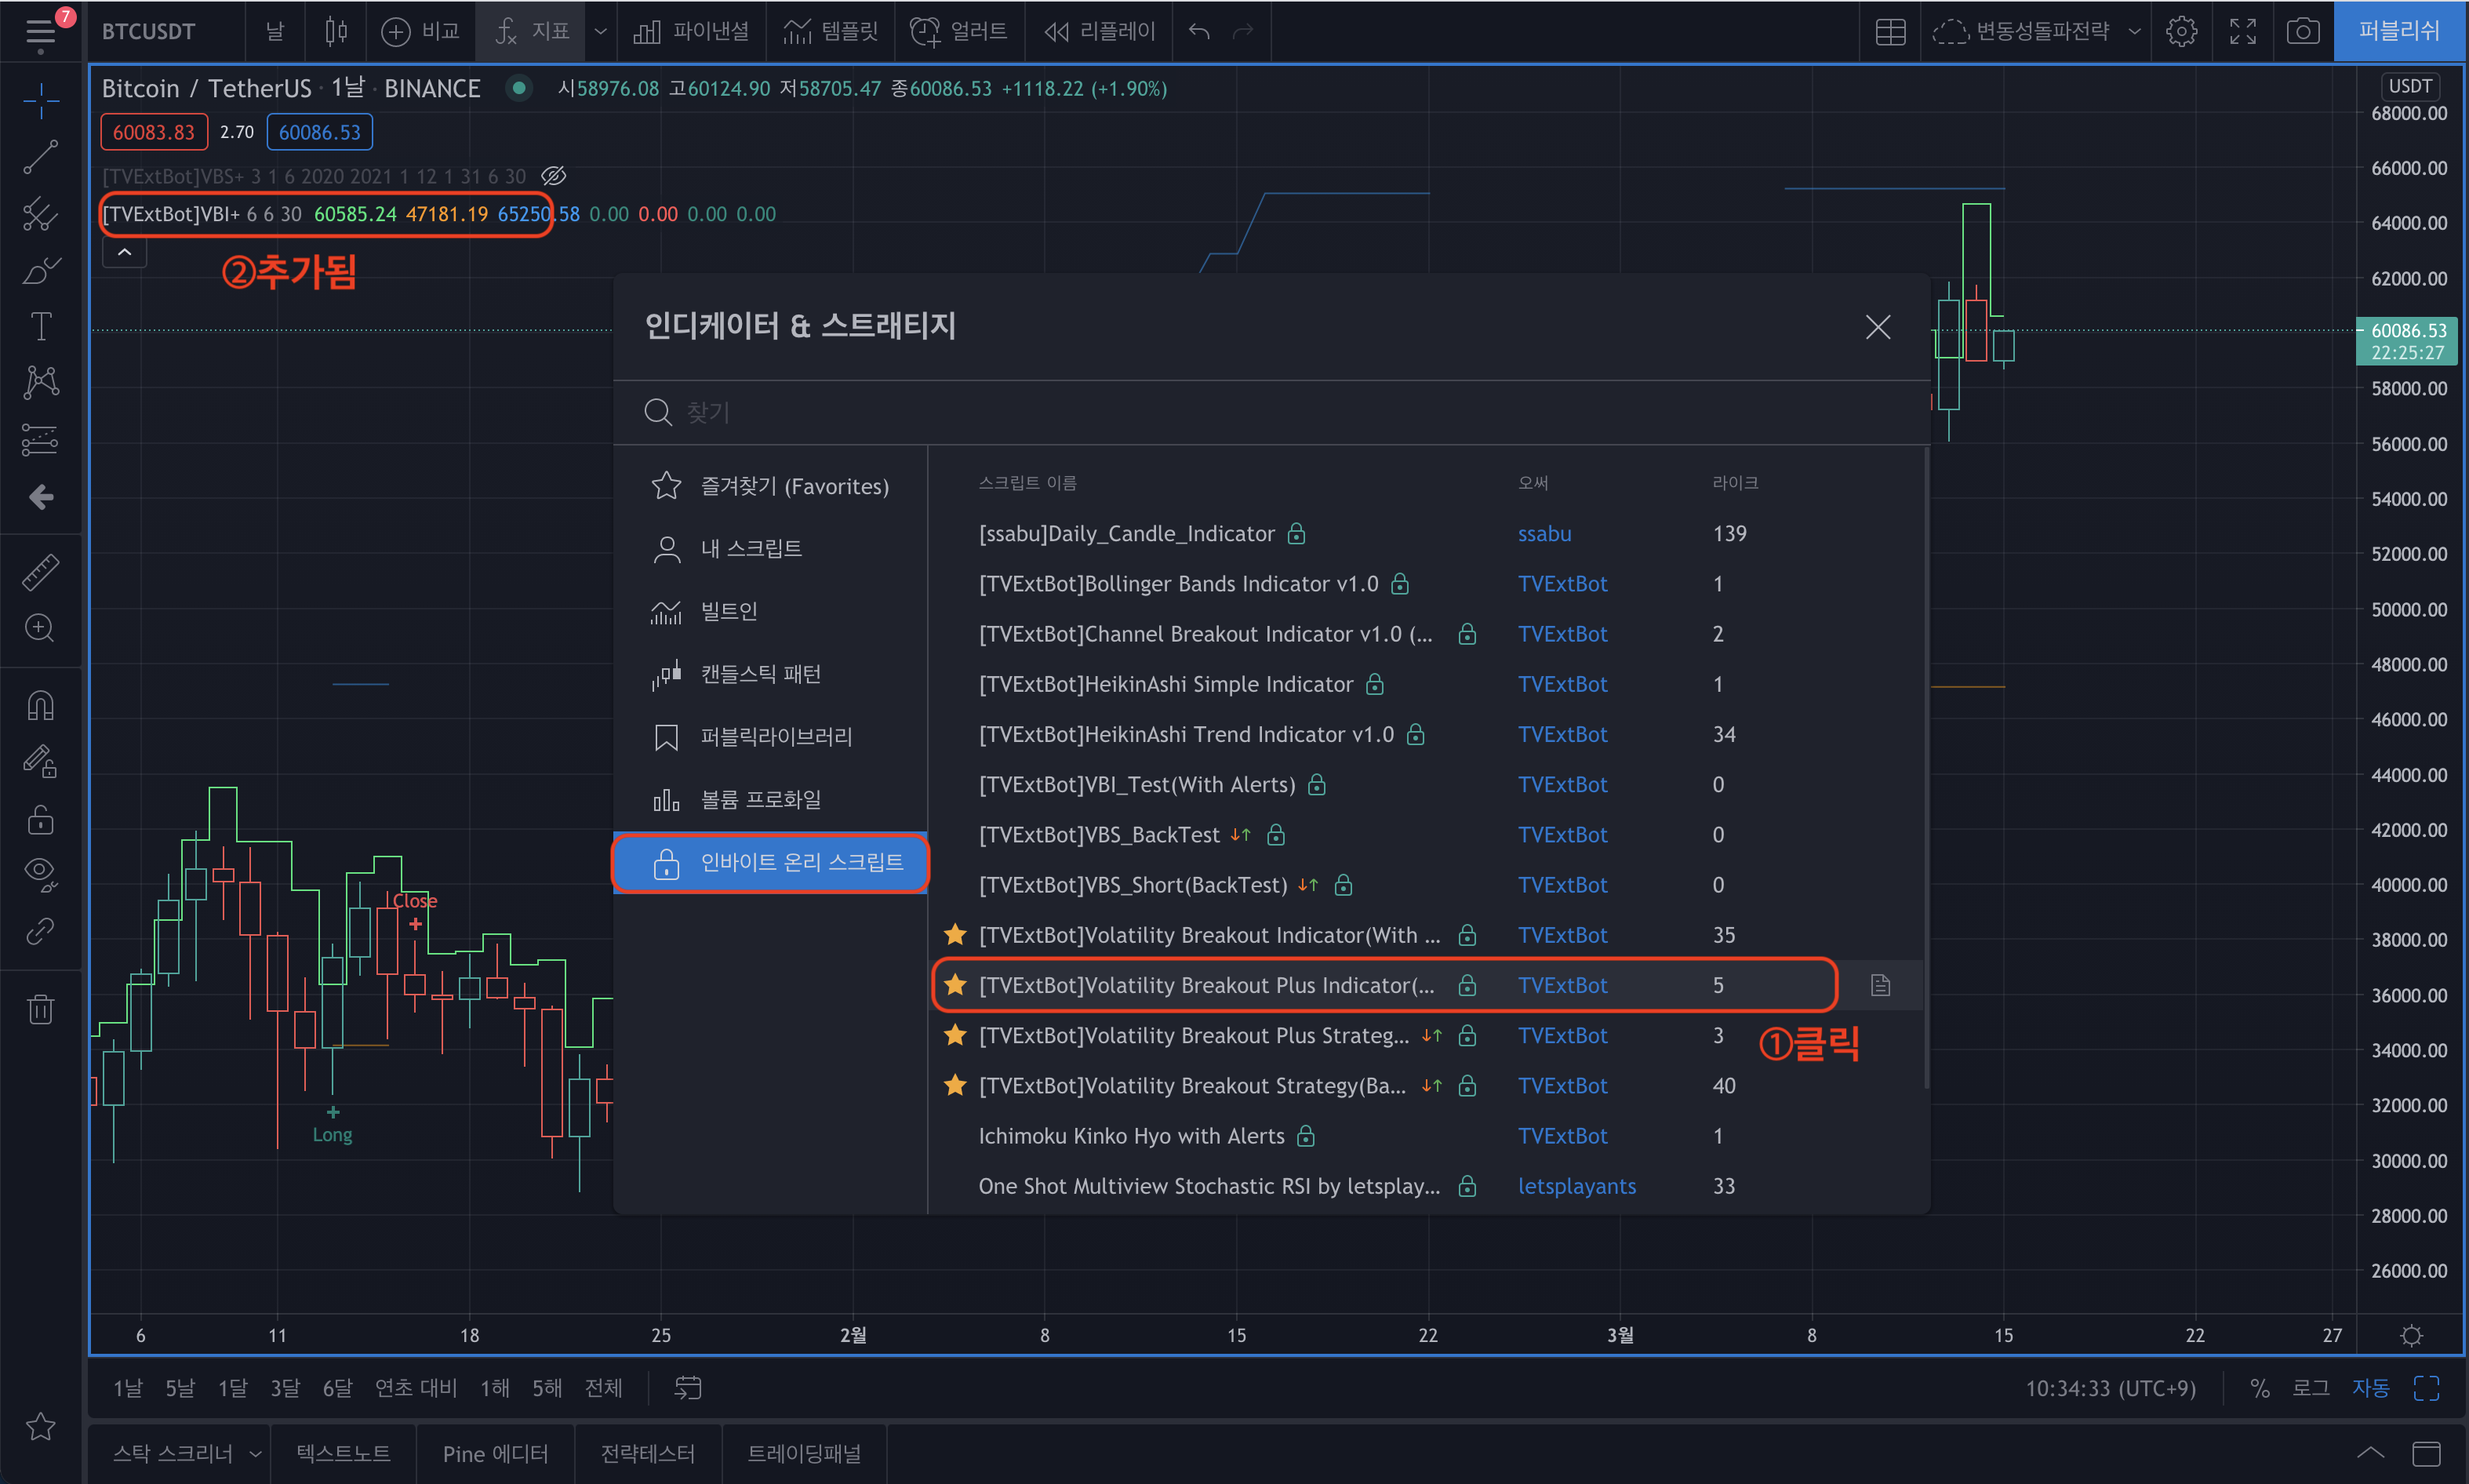 7
BTCUSDT 날 비교 지표 파이낸셜 템플릿 얼러트 리플레이 변동성돌파전략 퍼블리쉬
Bitcoin / TetherUS · 1날 · BINANCE 시58976.08 고60124.90 저58705.47 종60086.53 +1118.22 (+1.90%)
60083.83 2.70 60086.53
[TVExtBot]VBS+ 3 1 6 2020 2021 1 12 1 31 6 30
[TVExtBot]VBI+ 6 6 30 60585.24 47181.19 65250.58 0.00 0.00 0.00 0.00
②추가됨
인디케이터 & 스트래티지
찾기
즐겨찾기 (Favorites)
내 스크립트
빌트인
캔들스틱 패턴
퍼블릭라이브러리
볼륨 프로화일
인바이트 온리 스크립트
스크립트 이름 오써 라이크
[ssabu]Daily_Candle_Indicator ssabu 139
[TVExtBot]Bollinger Bands Indicator v1.0 TVExtBot 1
[TVExtBot]Channel Breakout Indicator v1.0 (... TVExtBot 2
[TVExtBot]HeikinAshi Simple Indicator TVExtBot 1
[TVExtBot]HeikinAshi Trend Indicator v1.0 TVExtBot 34
[TVExtBot]VBI_Test(With Alerts) TVExtBot 0
[TVExtBot]VBS_BackTest TVExtBot 0
[TVExtBot]VBS_Short(BackTest) TVExtBot 0
[TVExtBot]Volatility Breakout Indicator(With ... TVExtBot 35
[TVExtBot]Volatility Breakout Plus Indicator(... TVExtBot 5
[TVExtBot]Volatility Breakout Plus Strateg... TVExtBot 3
①클릭
[TVExtBot]Volatility Breakout Strategy(Ba... TVExtBot 40
Ichimoku Kinko Hyo with Alerts TVExtBot 1
One Shot Multiview Stochastic RSI by letsplay... letsplayants 33
Close
Long
USDT
68000.00
66000.00
64000.00
62000.00
60086.53
22:25:27
58000.00
56000.00
54000.00
52000.00
50000.00
48000.00
46000.00
44000.00
42000.00
40000.00
38000.00
36000.00
34000.00
32000.00
30000.00
28000.00
26000.00
6 11 18 25 2월 8 15 22 3월 8 15 22 27
1날 5날 1달 3달 6달 연초 대비 1해 5해 전체 10:34:33 (UTC+9) % 로그 자동
스탁 스크리너 텍스트노트 Pine 에디터 전략테스터 트레이딩패널